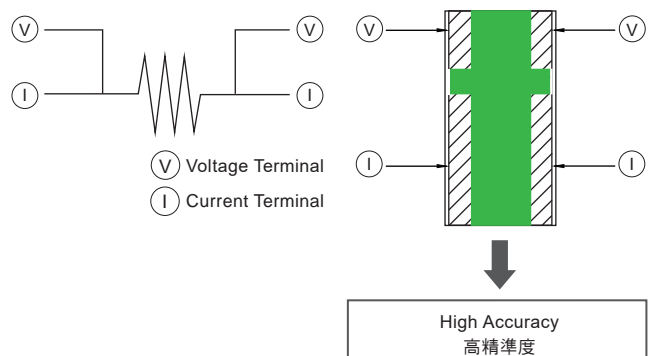 V
V
V
V
I
I
I
I
V Voltage Terminal
I Current Terminal
High Accuracy
高精準度